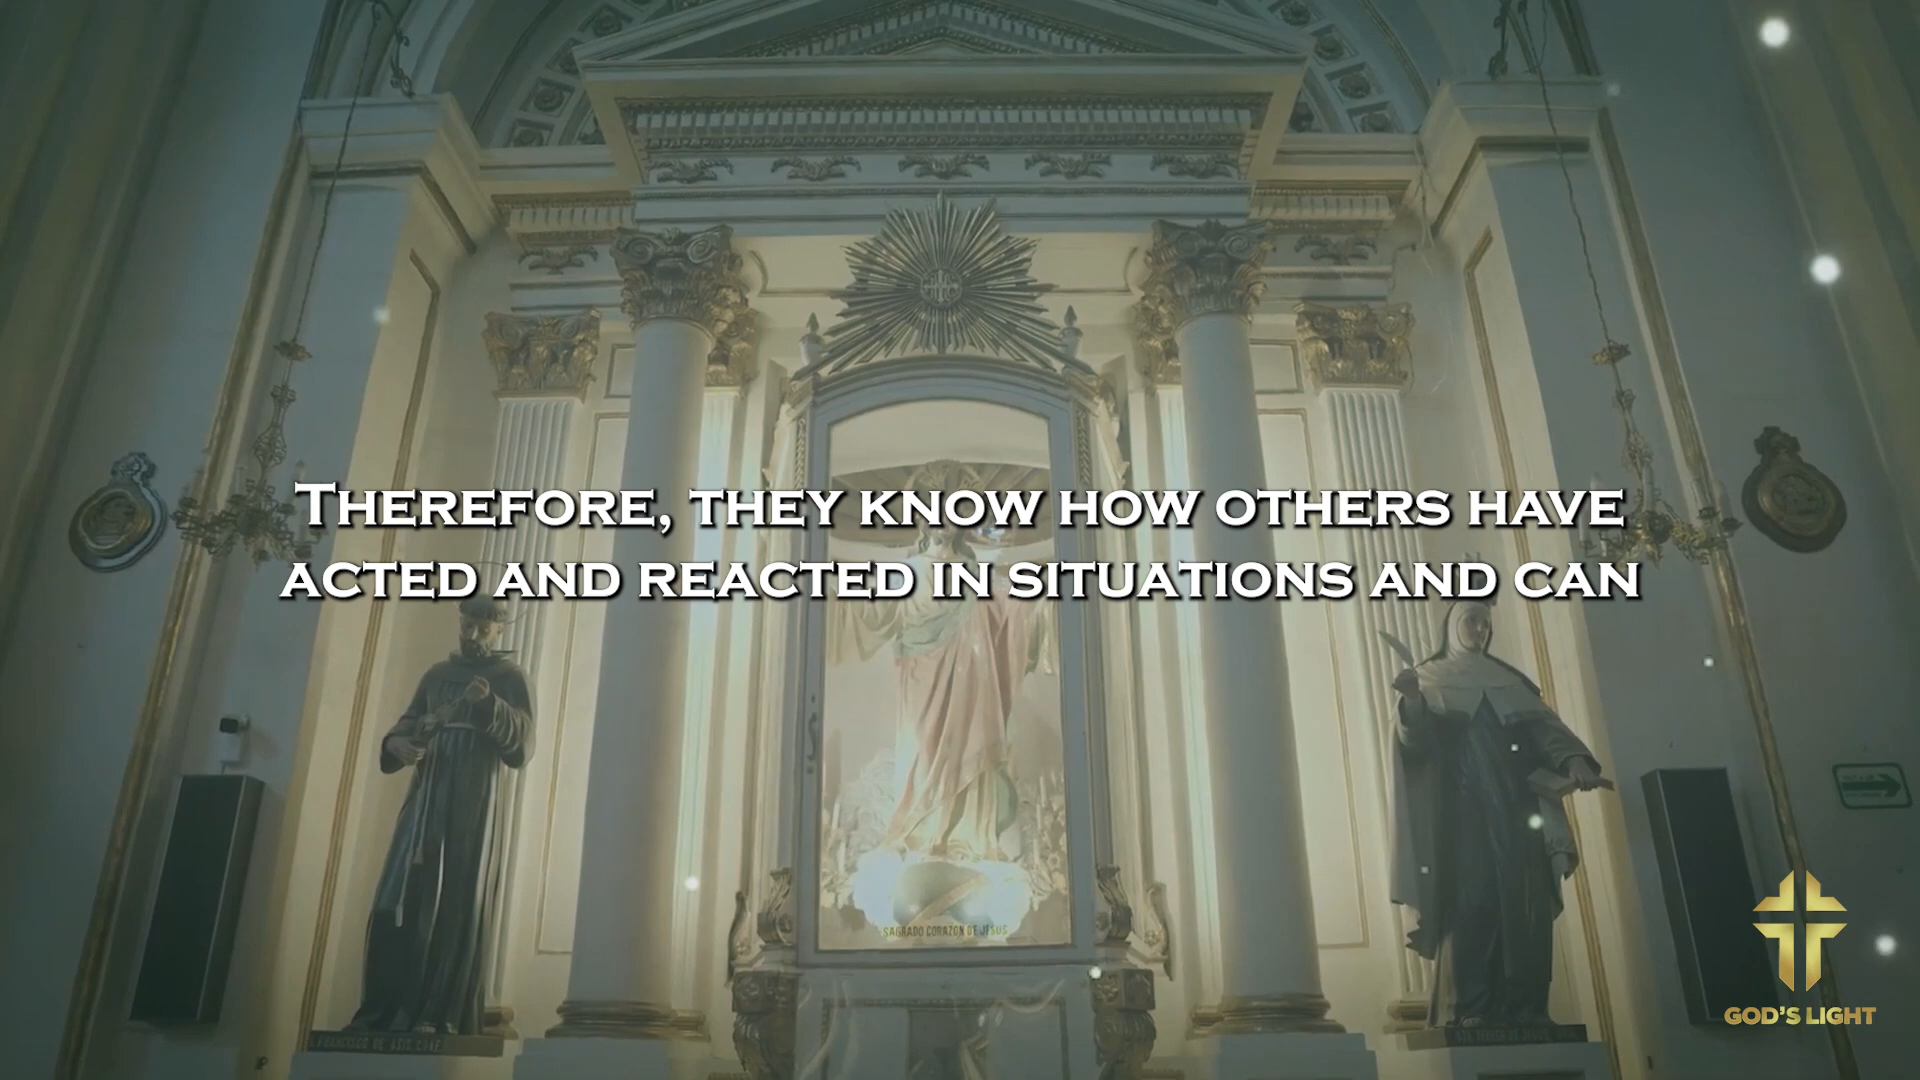 Therefore, they know how others have
acted and reacted in situations and can
SAGRADO CORAZON DE JESUS
GOD'S LIGHT